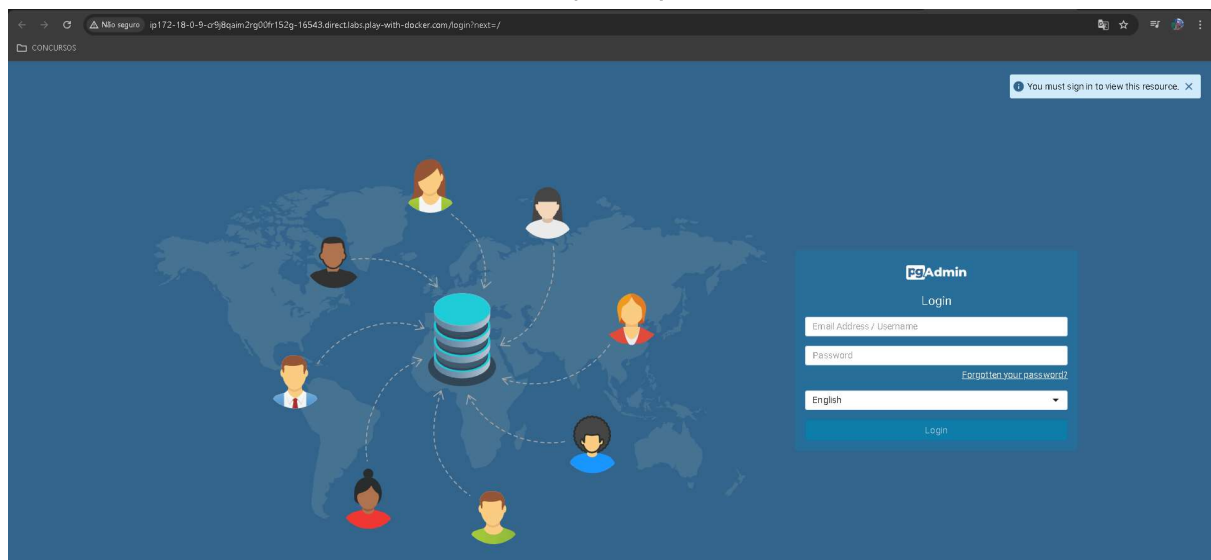 Não seguro ip172-18-0-9-cr9j8qaim2rg00fr152g-16543.direct.labs.play-with-docker.com/login?next=/
CONCURSOS
You must sign in to view this resource.
pgAdmin
Login
Email Address / Username
Password
Forgotten your password?
English
Login